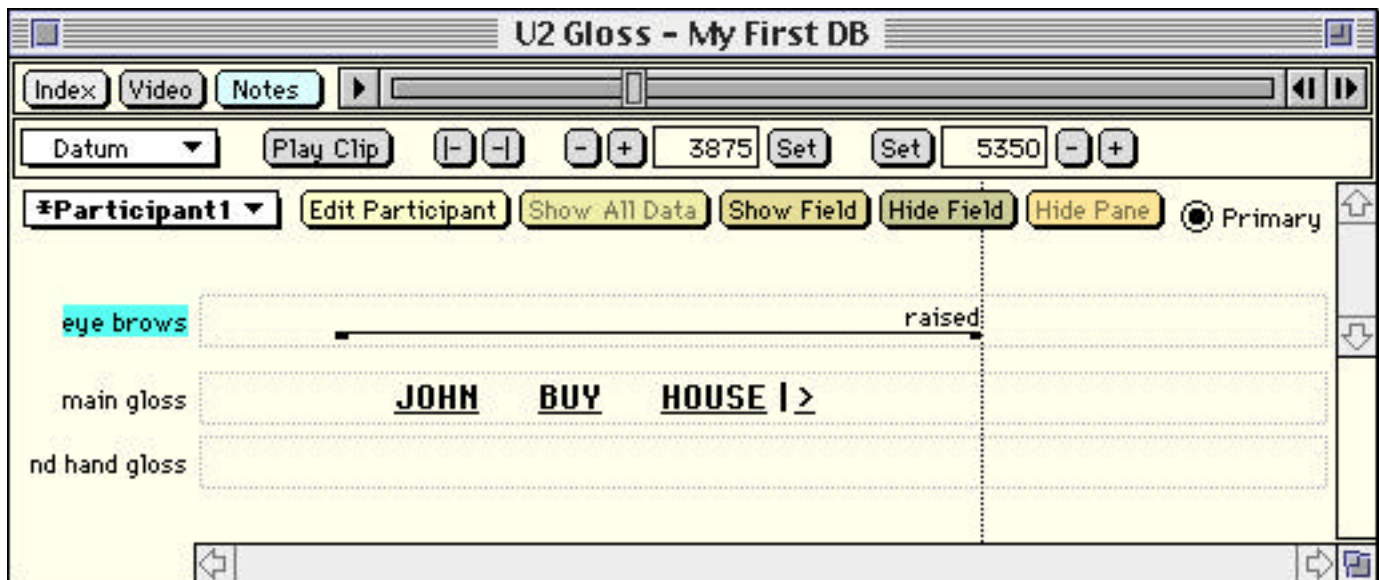 U2 Gloss - My First DB
Index Video Notes
Datum Play Clip |- -| - + 3875 Set Set 5350 - +
*Participant1 Edit Participant Show All Data Show Field Hide Field Hide Pane Primary
eye brows raised
main gloss JOHN BUY HOUSE |>
nd hand gloss